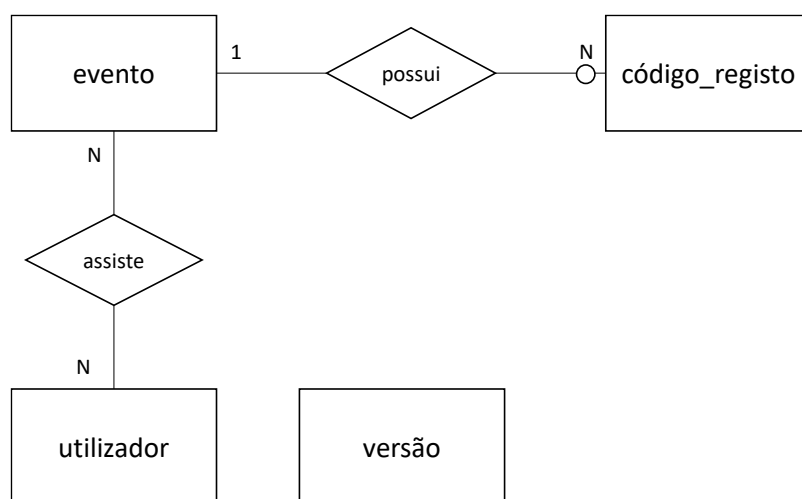 evento
1
possui
N
código_registo
N
assiste
N
utilizador
versão